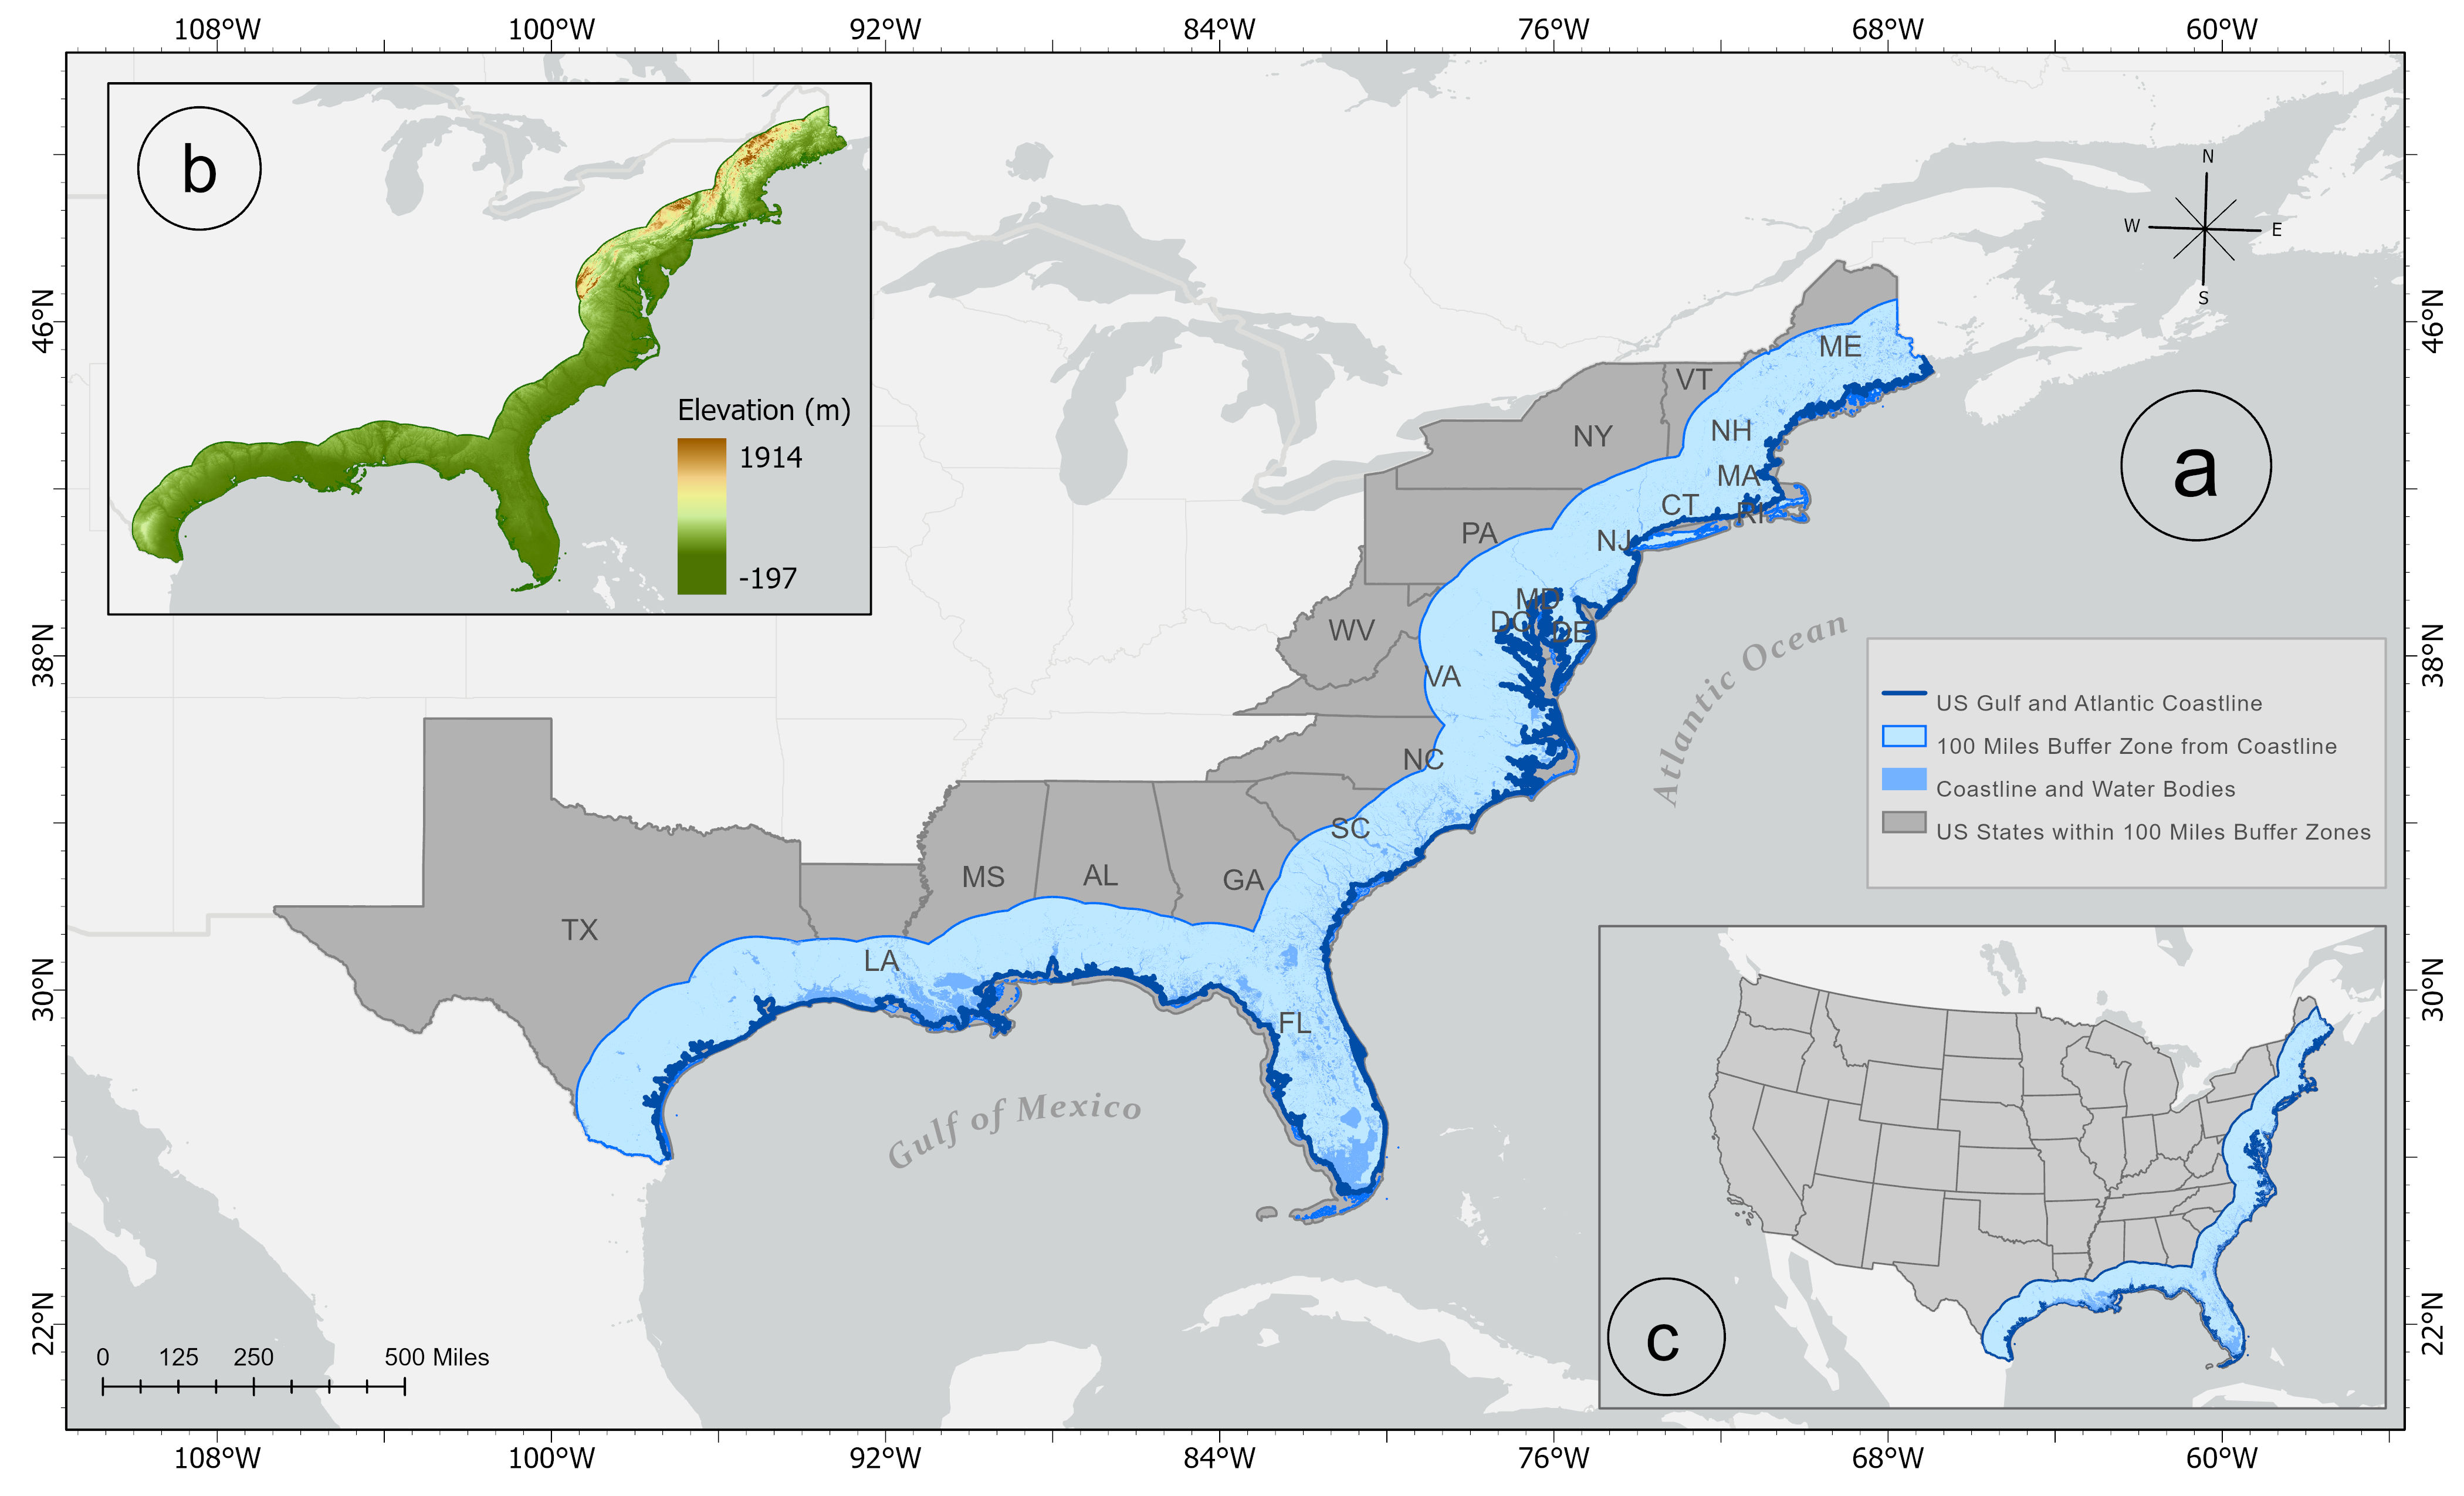 108°W 100°W 92°W 84°W 76°W 68°W 60°W
b
Elevation (m)
1914
-197
N
W E
S
a
46°N 46°N
38°N 38°N
30°N 30°N
22°N 22°N
ME
VT
NH
NY
MA
CT
RI
PA
NJ
MD
DC
DE
WV
VA
NC
SC
MS
AL
GA
TX
LA
FL
Atlantic Ocean
Gulf of Mexico
US Gulf and Atlantic Coastline
100 Miles Buffer Zone from Coastline
Coastline and Water Bodies
US States within 100 Miles Buffer Zones
c
0 125 250 500 Miles
108°W 100°W 92°W 84°W 76°W 68°W 60°W